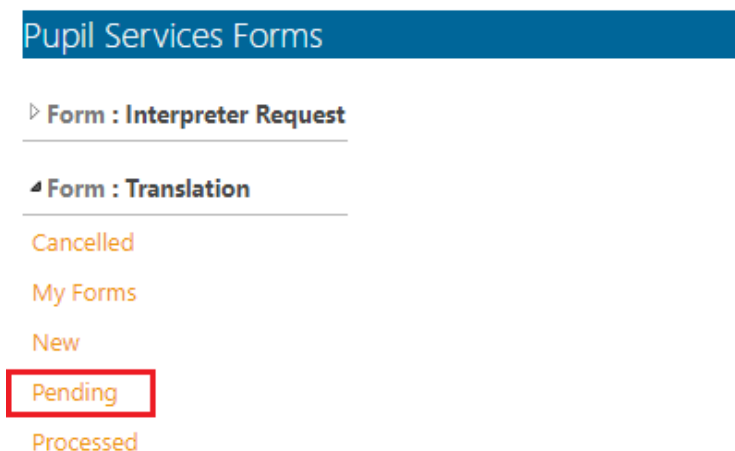 Pupil Services Forms
Form : Interpreter Request
Form : Translation
Cancelled
My Forms
New
Pending
Processed